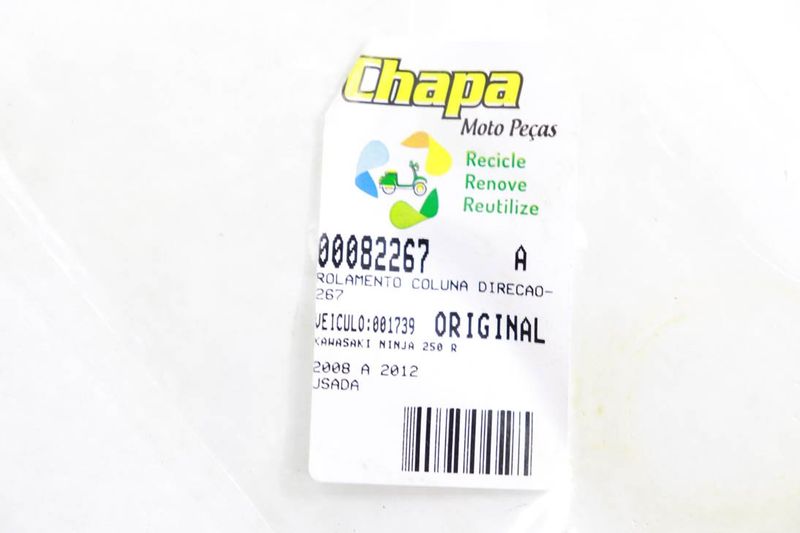 Chapa
Moto Peças
Recicle
Renove
Reutilize
00082267 A
ROLAMENTO COLUNA DIRECAO-
267
VEICULO:001739 ORIGINAL
KAWASAKI NINJA 250 R
2008 A 2012
USADA